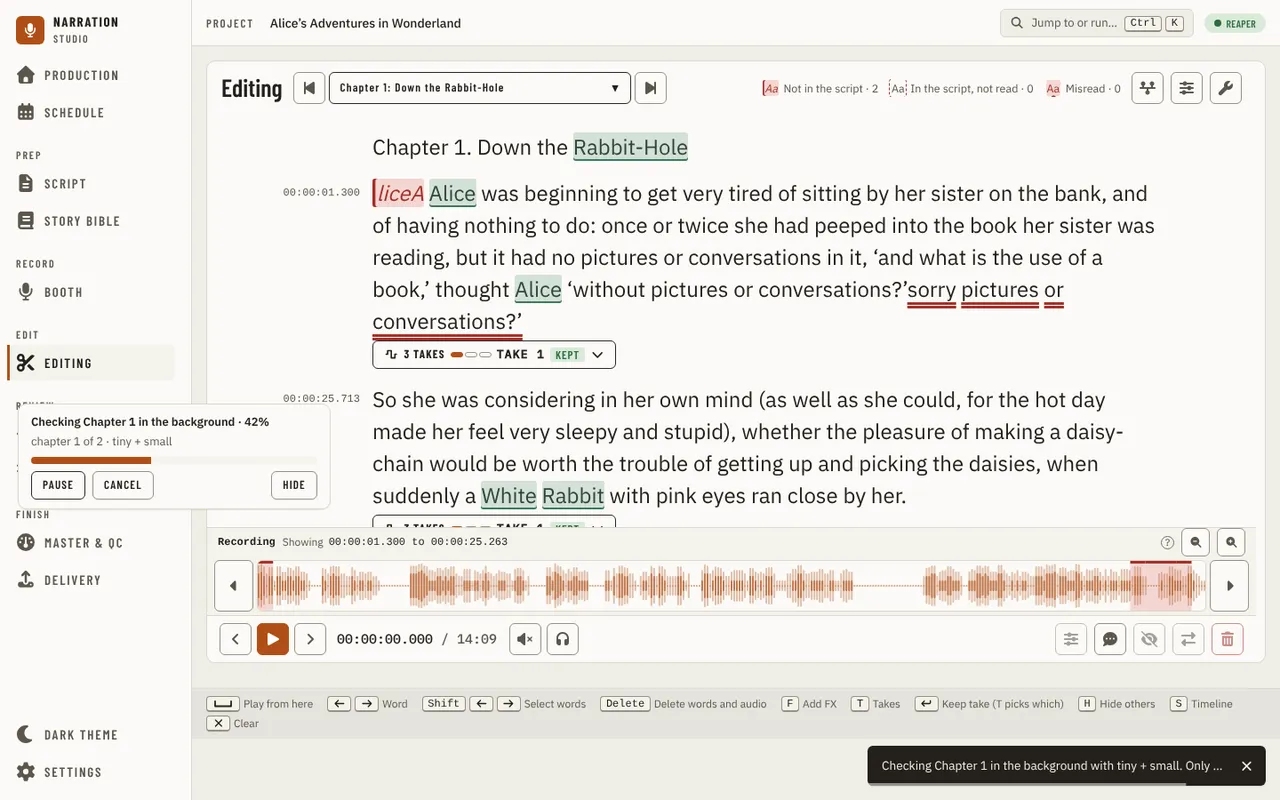 NARRATION
STUDIO
PRODUCTION
SCHEDULE
PREP
SCRIPT
STORY BIBLE
RECORD
BOOTH
EDIT
EDITING
Checking Chapter 1 in the background · 42%
chapter 1 of 2 · tiny + small
PAUSE CANCEL HIDE
FINISH
MASTER & QC
DELIVERY
DARK THEME
SETTINGS
PROJECT Alice’s Adventures in Wonderland
Jump to or run… Ctrl K
REAPER
Editing
Chapter 1: Down the Rabbit-Hole
Aa Not in the script · 2 Aa In the script, not read · 0 Aa Misread · 0
Chapter 1. Down the Rabbit-Hole
00:00:01.300 liceA Alice was beginning to get very tired of sitting by her sister on the bank, and
of having nothing to do: once or twice she had peeped into the book her sister was
reading, but it had no pictures or conversations in it, ‘and what is the use of a
book,’ thought Alice ‘without pictures or conversations?’sorry pictures or
conversations?’
3 TAKES TAKE 1 KEPT
00:00:25.713 So she was considering in her own mind (as well as she could, for the hot day
made her feel very sleepy and stupid), whether the pleasure of making a daisy-
chain would be worth the trouble of getting up and picking the daisies, when
suddenly a White Rabbit with pink eyes ran close by her.
3 TAKES TAKE 1 KEPT
Recording Showing 00:00:01.300 to 00:00:25.263
00:00:00.000 / 14:09
Play from here Word Shift Select words Delete Delete words and audio F Add FX T Takes Keep take (T picks which) H Hide others S Timeline
Clear
Checking Chapter 1 in the background with tiny + small. Only …